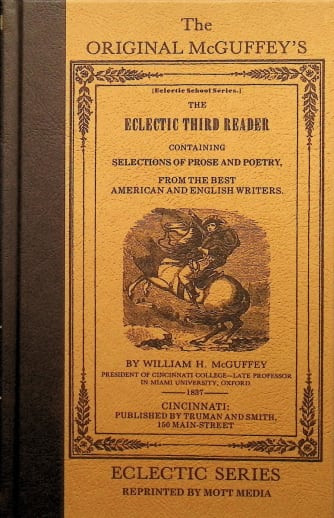 The
ORIGINAL McGUFFEY'S
[Eclectic School Series.]
THE
ECLECTIC THIRD READER
CONTAINING
SELECTIONS OF PROSE AND POETRY,
FROM THE BEST
AMERICAN AND ENGLISH WRITERS.
BY WILLIAM H. McGUFFEY
PRESIDENT OF CINCINNATI COLLEGE—LATE PROFESSOR
IN MIAMI UNIVERSITY, OXFORD.
1837
CINCINNATI:
PUBLISHED BY TRUMAN AND SMITH,
150 MAIN-STREET
ECLECTIC SERIES
REPRINTED BY MOTT MEDIA